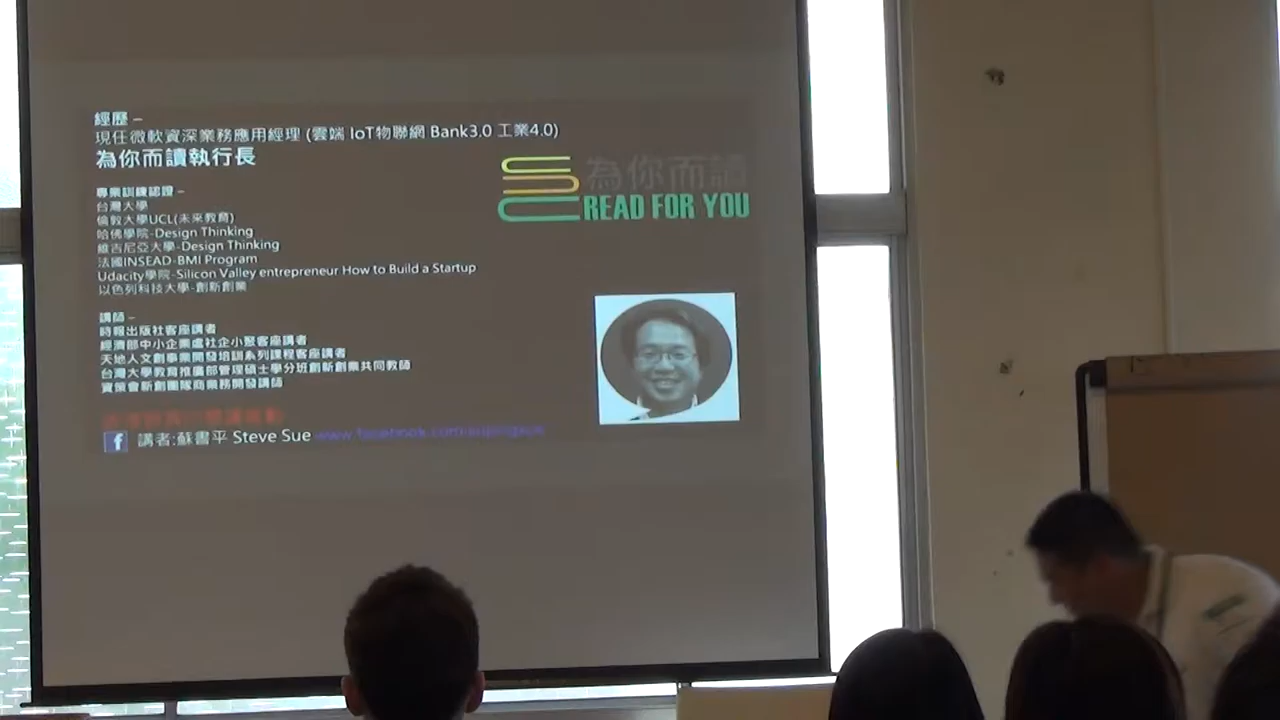 經歷 –
現任微軟資深業務應用經理 (雲端 IoT物聯網 Bank3.0 工業4.0)
為你而讀執行長
為你而讀
READ FOR YOU
專業訓練認證 –
台灣大學
倫敦大學UCL(未來教育)
哈佛學院-Design Thinking
維吉尼亞大學-Design Thinking
法國INSEAD-BMI Program
Udacity學院-Silicon Valley entrepreneur How to Build a Startup
以色列科技大學-創新創業
講師 –
時報出版社客座講者
經濟部中小企業處社企小聚客座講者
天地人文創事業開發培訓系列課程客座講者
台灣大學教育推廣部管理碩士學分班創新創業共同教師
資策會新創團隊商業務開發講師
f 講者:蘇書平 Steve Sue